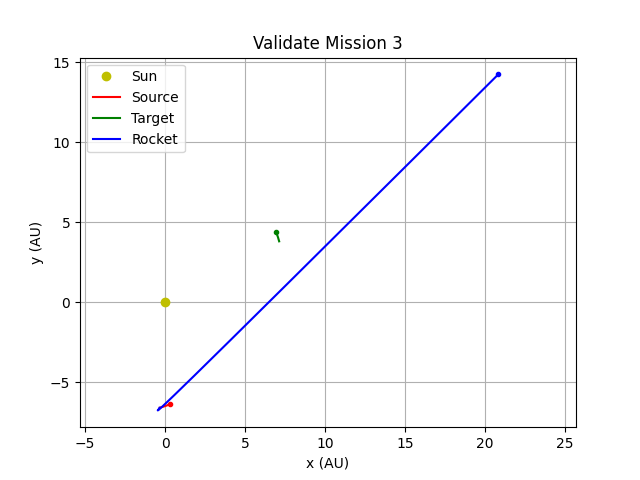 Validate Mission 3
Sun
Source
Target
Rocket
15
10
5
0
−5
y (AU)
−5
0
5
10
15
20
25
x (AU)